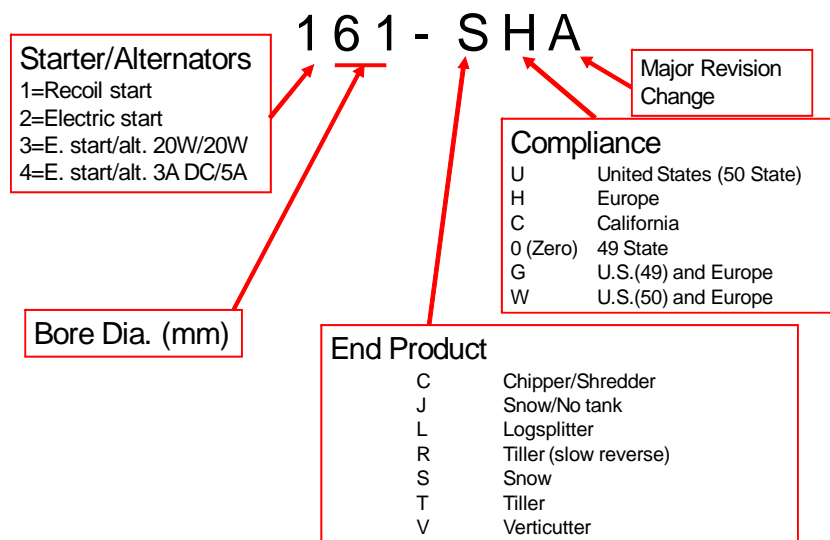 161-SHA
Starter/Alternators
1=Recoil start
2=Electric start
3=E. start/alt. 20W/20W
4=E. start/alt. 3A DC/5A
Major Revision
Change
Compliance
U United States (50 State)
H Europe
C California
0 (Zero) 49 State
G U.S.(49) and Europe
W U.S.(50) and Europe
Bore Dia. (mm)
End Product
C Chipper/Shredder
J Snow/No tank
L Logsplitter
R Tiller (slow reverse)
S Snow
T Tiller
V Verticutter